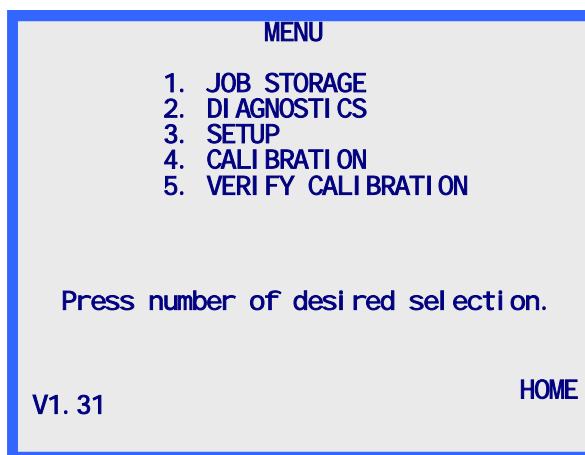 MENU
1. JOB STORAGE
2. DIAGNOSTICS
3. SETUP
4. CALIBRATION
5. VERIFY CALIBRATION
Press number of desired selection.
HOME
V1.31